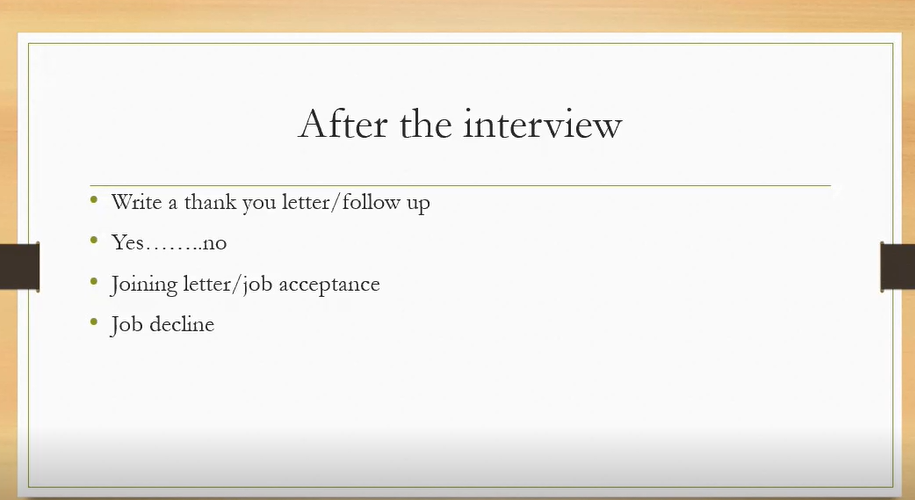 After the interview
• Write a thank you letter/follow up
• Yes……..no
• Joining letter/job acceptance
• Job decline